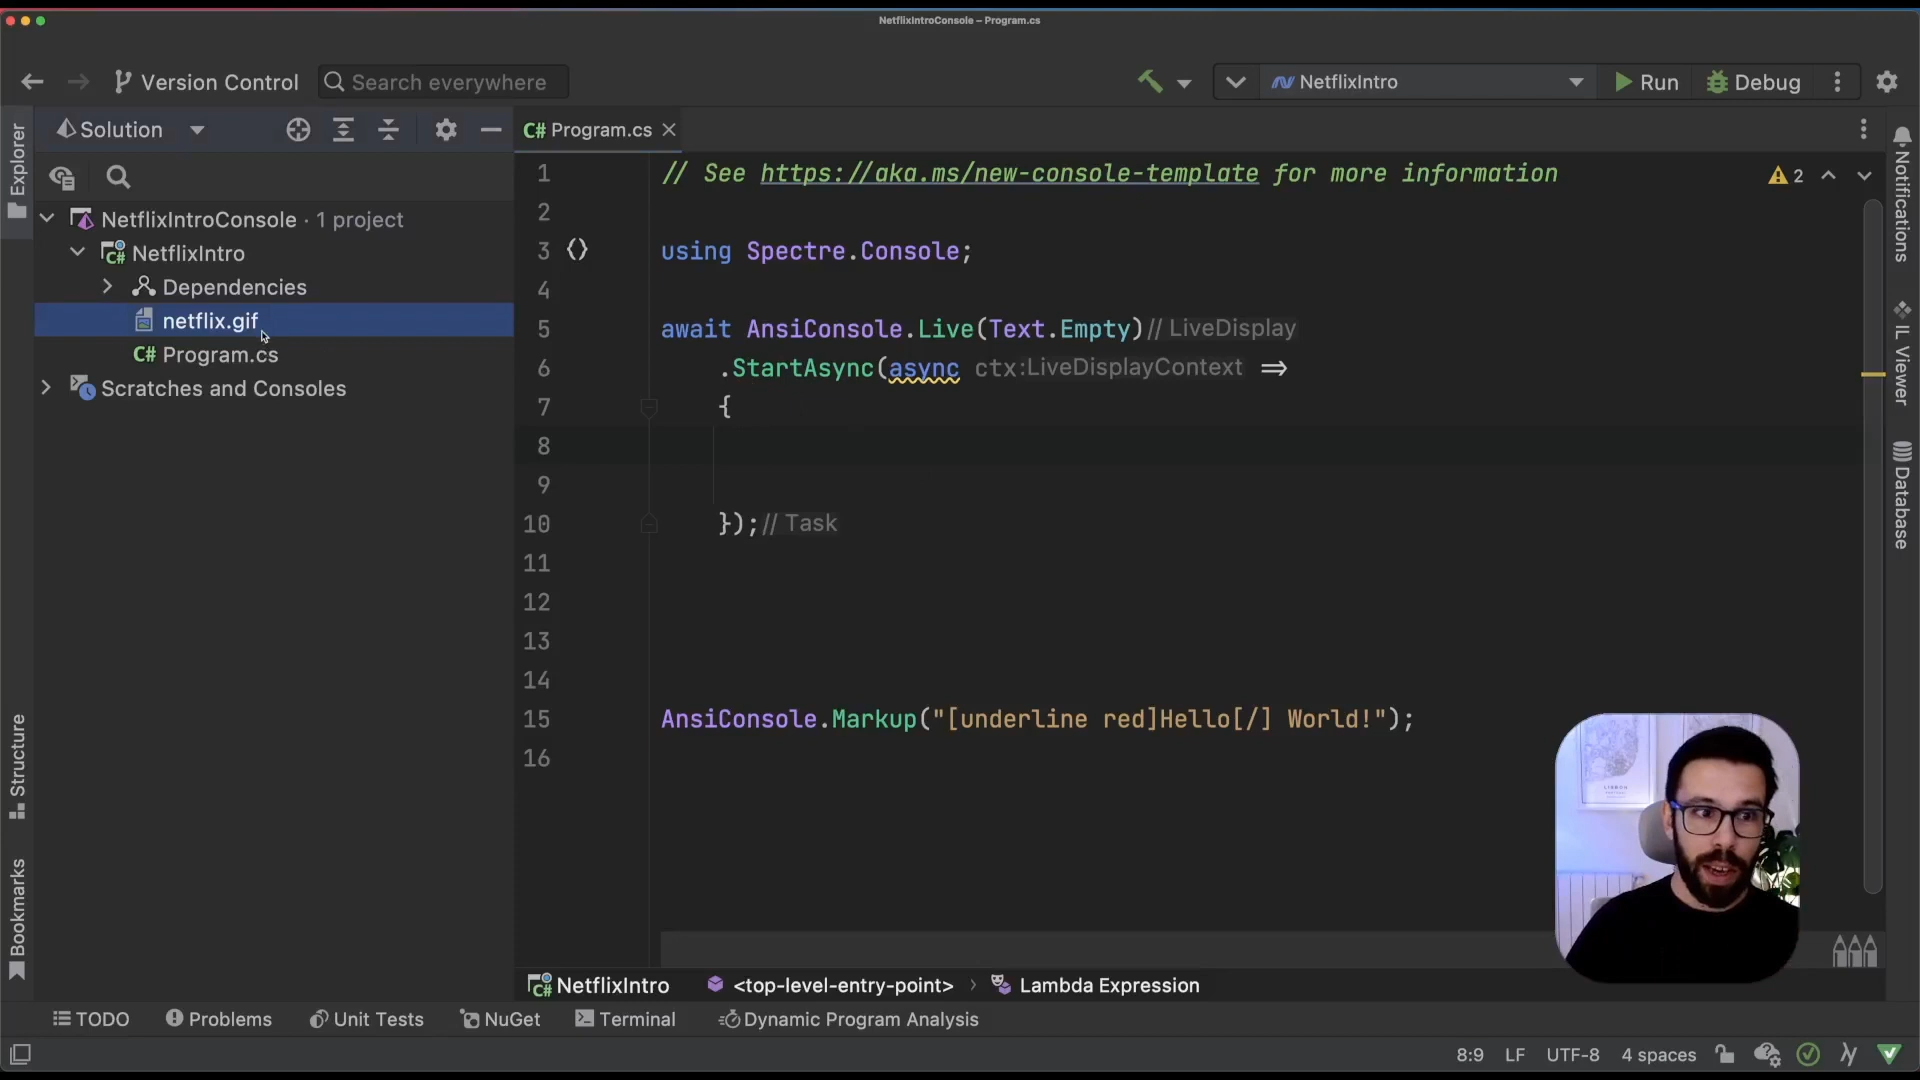 NetflixIntroConsole – Program.cs
Version Control
Search everywhere
NetflixIntro
Run
Debug
Explorer
Solution
C# Program.cs
NetflixIntroConsole · 1 project
NetflixIntro
Dependencies
netflix.gif
C# Program.cs
Scratches and Consoles
1 // See https://aka.ms/new-console-template for more information
2
3 using Spectre.Console;
4
5 await AnsiConsole.Live(Text.Empty) // LiveDisplay
6 .StartAsync(async ctx:LiveDisplayContext =>
7 {
8
9
10 }); // Task
11
12
13
14
15 AnsiConsole.Markup("[underline red]Hello[/] World!");
16
2
Notifications
IL Viewer
Database
Structure
Bookmarks
LISBON
C# NetflixIntro
<top-level-entry-point> › Lambda Expression
TODO
Problems
Unit Tests
NuGet
Terminal
Dynamic Program Analysis
8:9
LF
UTF-8
4 spaces